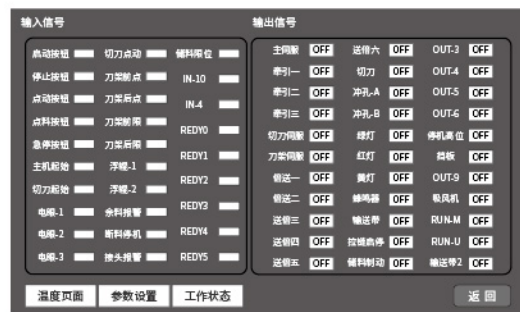 输入信号 输出信号
启动按钮 切刀点动 储料限位 主伺服 OFF 送信六 OFF OUT-3 OFF
停止按钮 刀架前点 IN-10 牵引一 OFF 切刀 OFF OUT-4 OFF
点动按钮 刀架后点 IN-4 牵引二 OFF 冲孔-A OFF OUT-5 OFF
点料按钮 刀架前限 REDY0 牵引三 OFF 冲孔-B OFF OUT-6 OFF
急停按钮 刀架后限 REDY1 切刀伺服 OFF 绿灯 OFF 停机高位 OFF
主机起始 浮辊-1 REDY2 刀架伺服 OFF 红灯 OFF 挡板 OFF
切刀起始 浮辊-2 REDY3 信送一 OFF 黄灯 OFF OUT-9 OFF
电眼-1 余料报警 REDY4 信送二 OFF 蜂鸣器 OFF 吸风机 OFF
电眼-2 断料停机 REDY5 送信三 OFF 输送带 OFF RUN-M OFF
电眼-3 接头报警 送信四 OFF 拉链启停 OFF RUN-U OFF
送信五 OFF 储料制动 OFF 输送带2 OFF
温度页面 参数设置 工作状态 返回